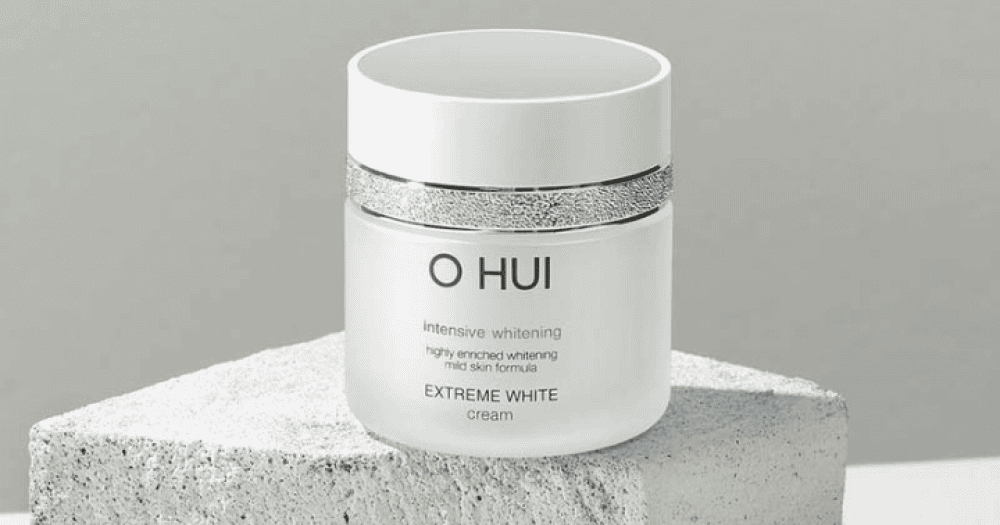 O HUI
intensive whitening
highly enriched whitening
mild skin formula
EXTREME WHITE
cream